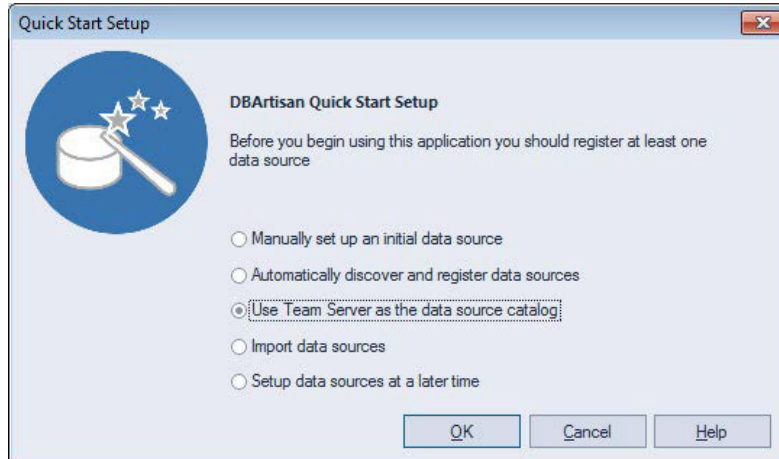 Quick Start Setup
DBArtisan Quick Start Setup
Before you begin using this application you should register at least one
data source
Manually set up an initial data source
Automatically discover and register data sources
Use Team Server as the data source catalog
Import data sources
Setup data sources at a later time
OK
Cancel
Help